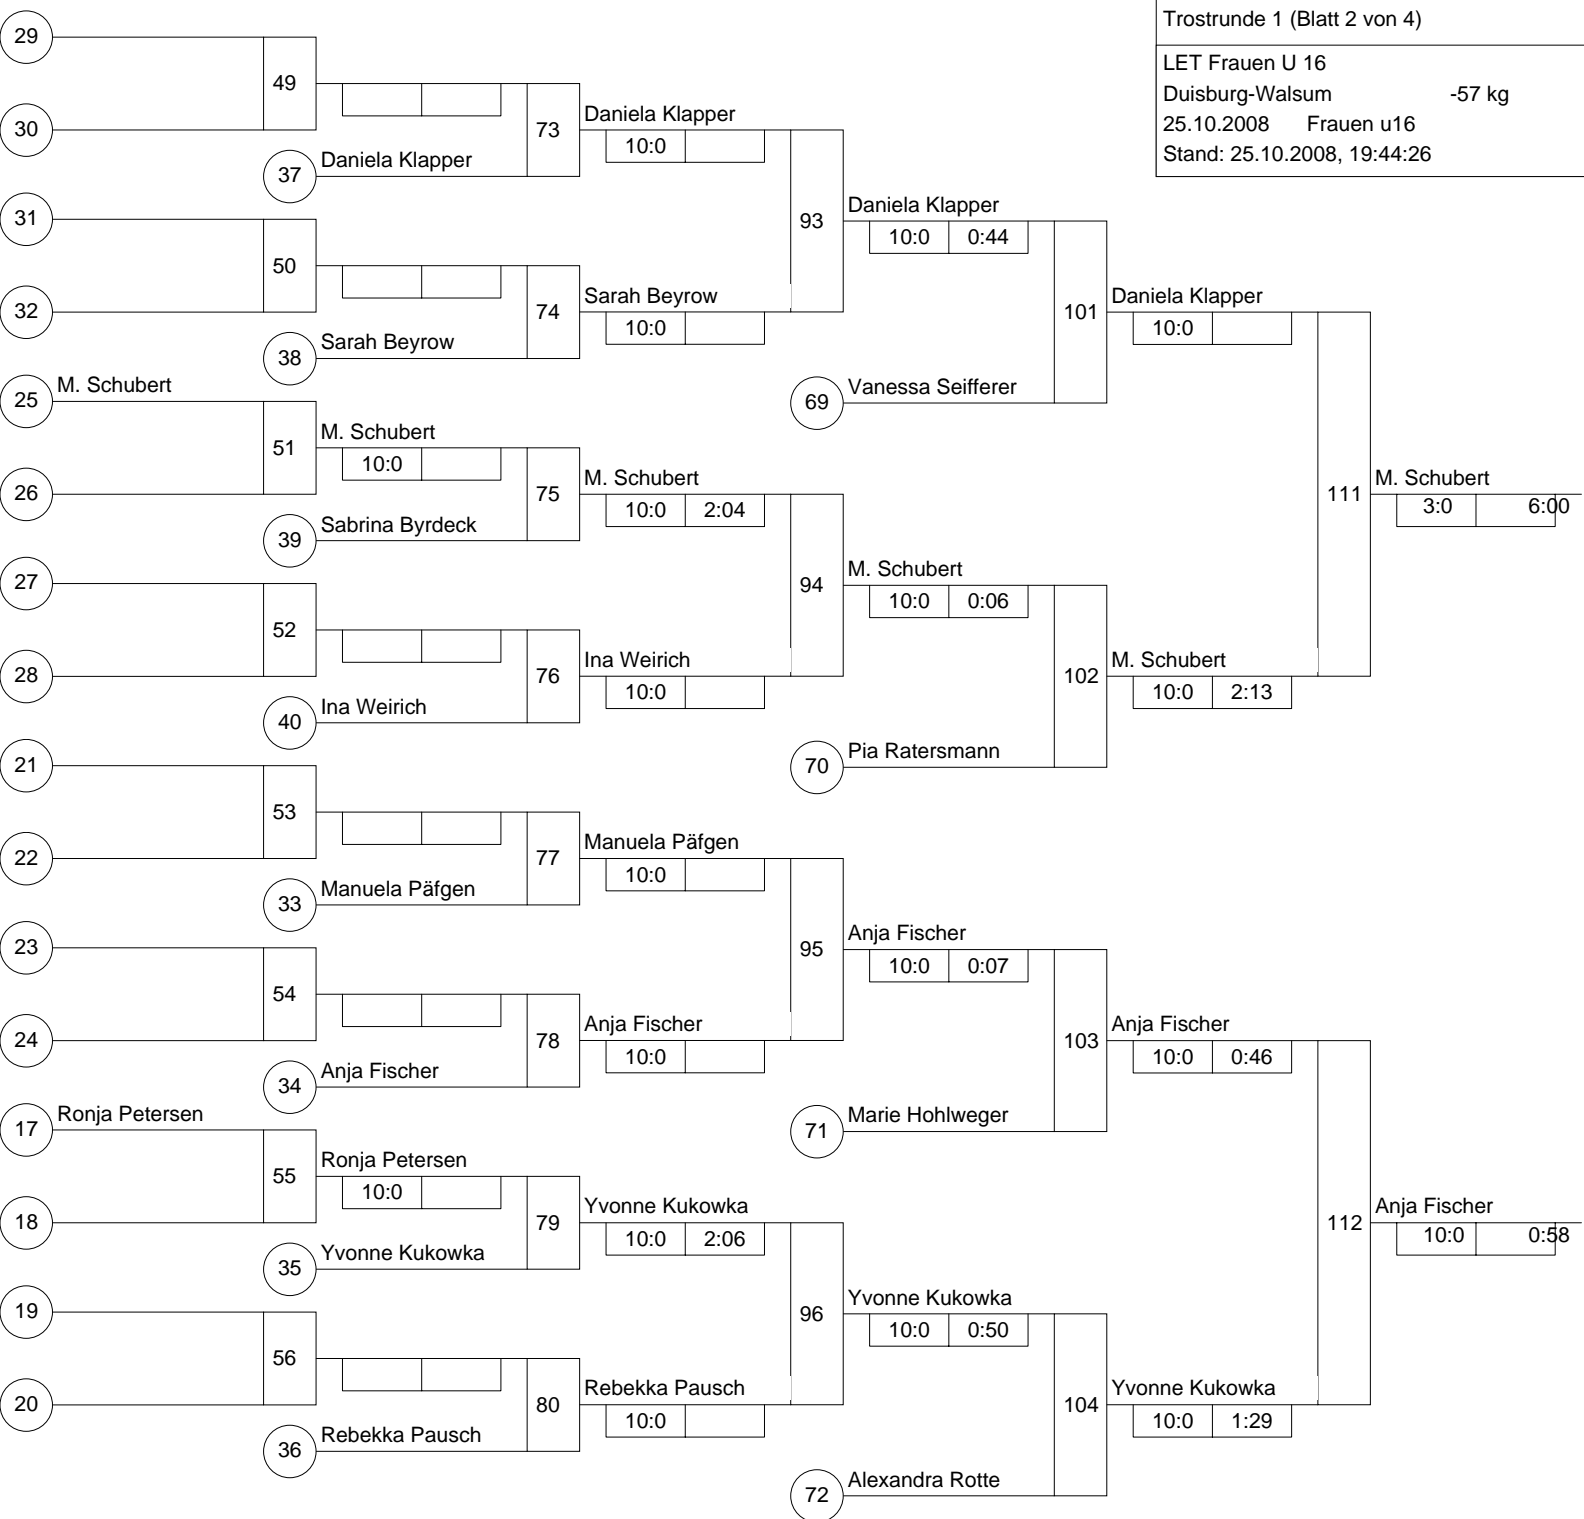 Trostrunde 1 (Blatt 2 von 4)
LET Frauen U 16
Duisburg-Walsum -57 kg
25.10.2008 Frauen u16
Stand: 25.10.2008, 19:44:26
29
49
30
73
Daniela Klapper
10:0
37 Daniela Klapper
31
93
Daniela Klapper
10:0 0:44
50
32
74
Sarah Beyrow
10:0
38 Sarah Beyrow
101
Daniela Klapper
10:0
25 M. Schubert
69 Vanessa Seifferer
51
M. Schubert
10:0
26
75
M. Schubert
10:0 2:04
111
M. Schubert
3:0 6:00
39 Sabrina Byrdeck
27
94
M. Schubert
10:0 0:06
52
28
76
Ina Weirich
10:0
102
M. Schubert
10:0 2:13
40 Ina Weirich
21
70 Pia Ratersmann
53
22
77
Manuela Päfgen
10:0
33 Manuela Päfgen
23
95
Anja Fischer
10:0 0:07
54
24
78
Anja Fischer
10:0
103
Anja Fischer
10:0 0:46
34 Anja Fischer
17 Ronja Petersen
71 Marie Hohlweger
55
Ronja Petersen
10:0
18
79
Yvonne Kukowka
10:0 2:06
112
Anja Fischer
10:0 0:58
35 Yvonne Kukowka
19
96
Yvonne Kukowka
10:0 0:50
56
20
80
Rebekka Pausch
10:0
104
Yvonne Kukowka
10:0 1:29
36 Rebekka Pausch
72 Alexandra Rotte